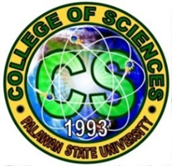 COLLEGE OF SCIENCES
CS
1993
PALAWAN STATE UNIVERSITY